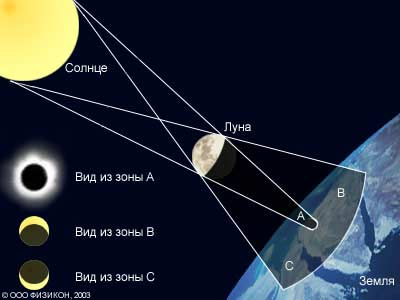 Солнце
Луна
Вид из зоны А
А
В
Вид из зоны В
С
Вид из зоны С
Земля
© ООО ФИЗИКОН, 2003